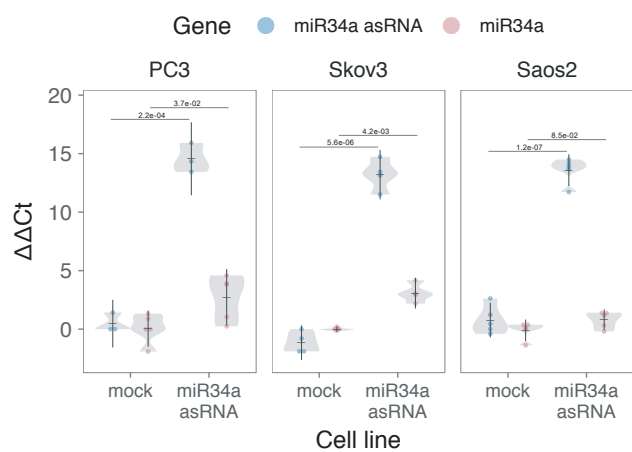 Gene miR34a asRNA miR34a
PC3 Skov3 Saos2
20
15
10
5
0
ΔΔCt
3.7e-02
2.2e-04
4.2e-03
5.6e-06
8.5e-02
1.2e-07
mock miR34a asRNA
mock miR34a asRNA
mock miR34a asRNA
Cell line